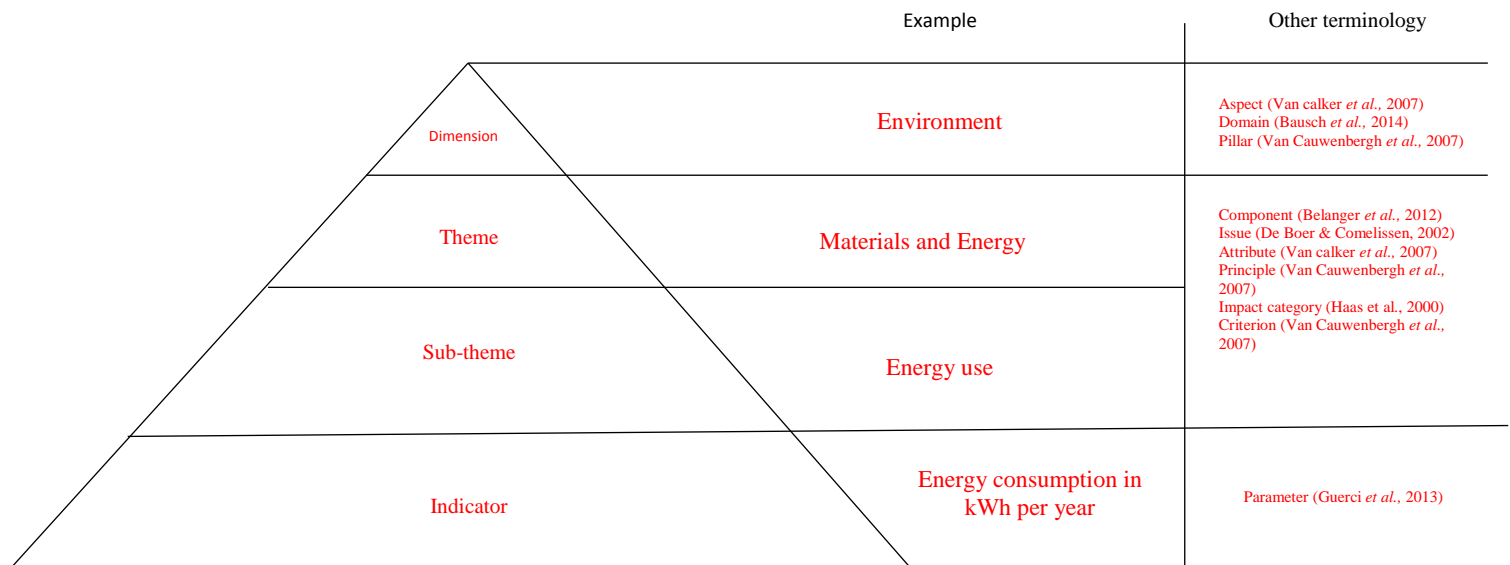 Example
Other terminology
Dimension
Environment
Aspect (Van calker et al., 2007)
Domain (Bausch et al., 2014)
Pillar (Van Cauwenbergh et al., 2007)
Theme
Materials and Energy
Component (Belanger et al., 2012)
Issue (De Boer & Comelissen, 2002)
Attribute (Van calker et al., 2007)
Principle (Van Cauwenbergh et al.,
2007)
Impact category (Haas et al., 2000)
Criterion (Van Cauwenbergh et al.,
2007)
Sub-theme
Energy use
Indicator
Energy consumption in
kWh per year
Parameter (Guerci et al., 2013)